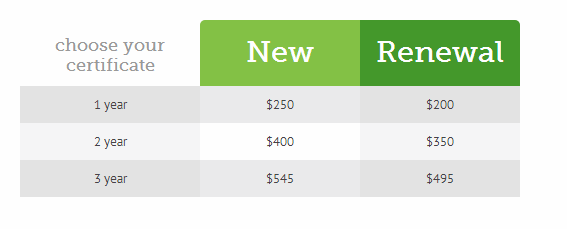 choose your
certificate
New
Renewal
1 year
$250
$200
2 year
$400
$350
3 year
$545
$495